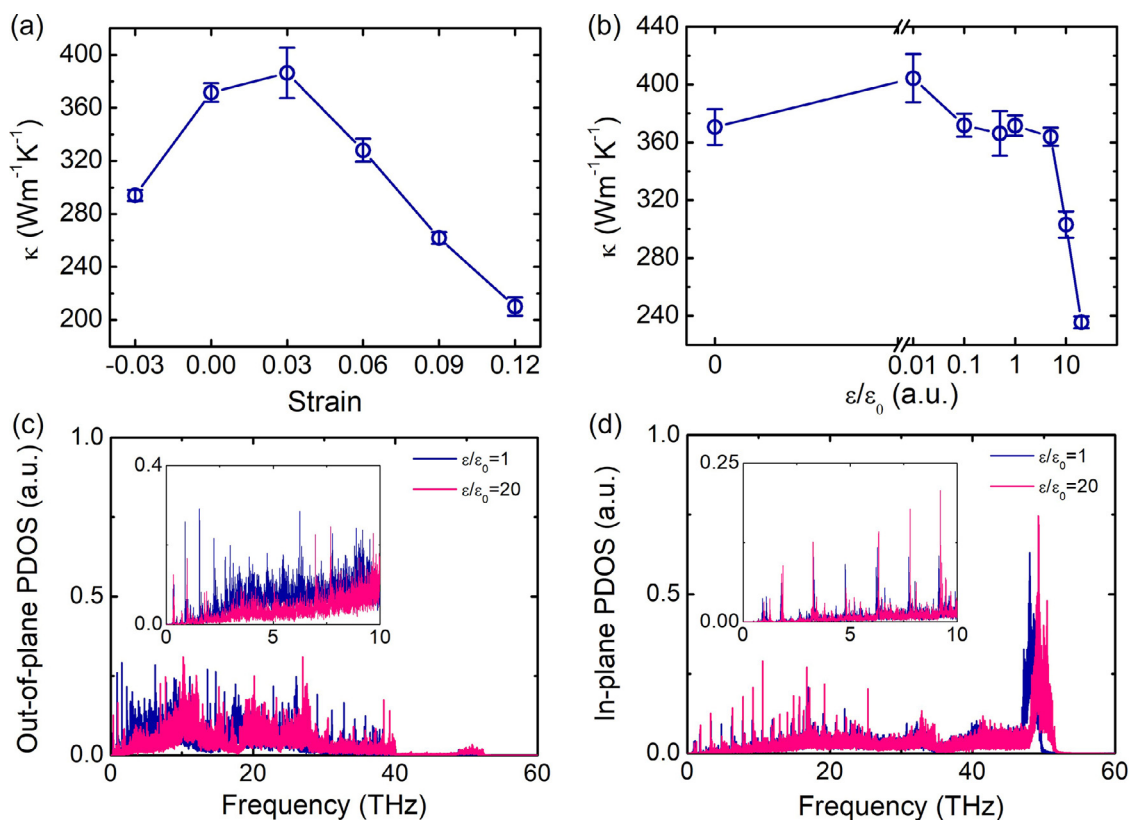 (a)
400
360
320
280
240
200
κ (Wm⁻¹K⁻¹)
-0.03 0.00 0.03 0.06 0.09 0.12
Strain
(b)
440
400
360
320
280
240
κ (Wm⁻¹K⁻¹)
0 0.01 0.1 1 10
ε/ε₀ (a.u.)
(c)
1.0
0.5
0.0
Out-of-plane PDOS (a.u.)
0.4
0.0
0 5 10
ε/ε₀=1
ε/ε₀=20
0 20 40 60
Frequency (THz)
(d)
1.0
0.5
0.0
In-plane PDOS (a.u.)
0.25
0.00
0 5 10
ε/ε₀=1
ε/ε₀=20
0 20 40 60
Frequency (THz)